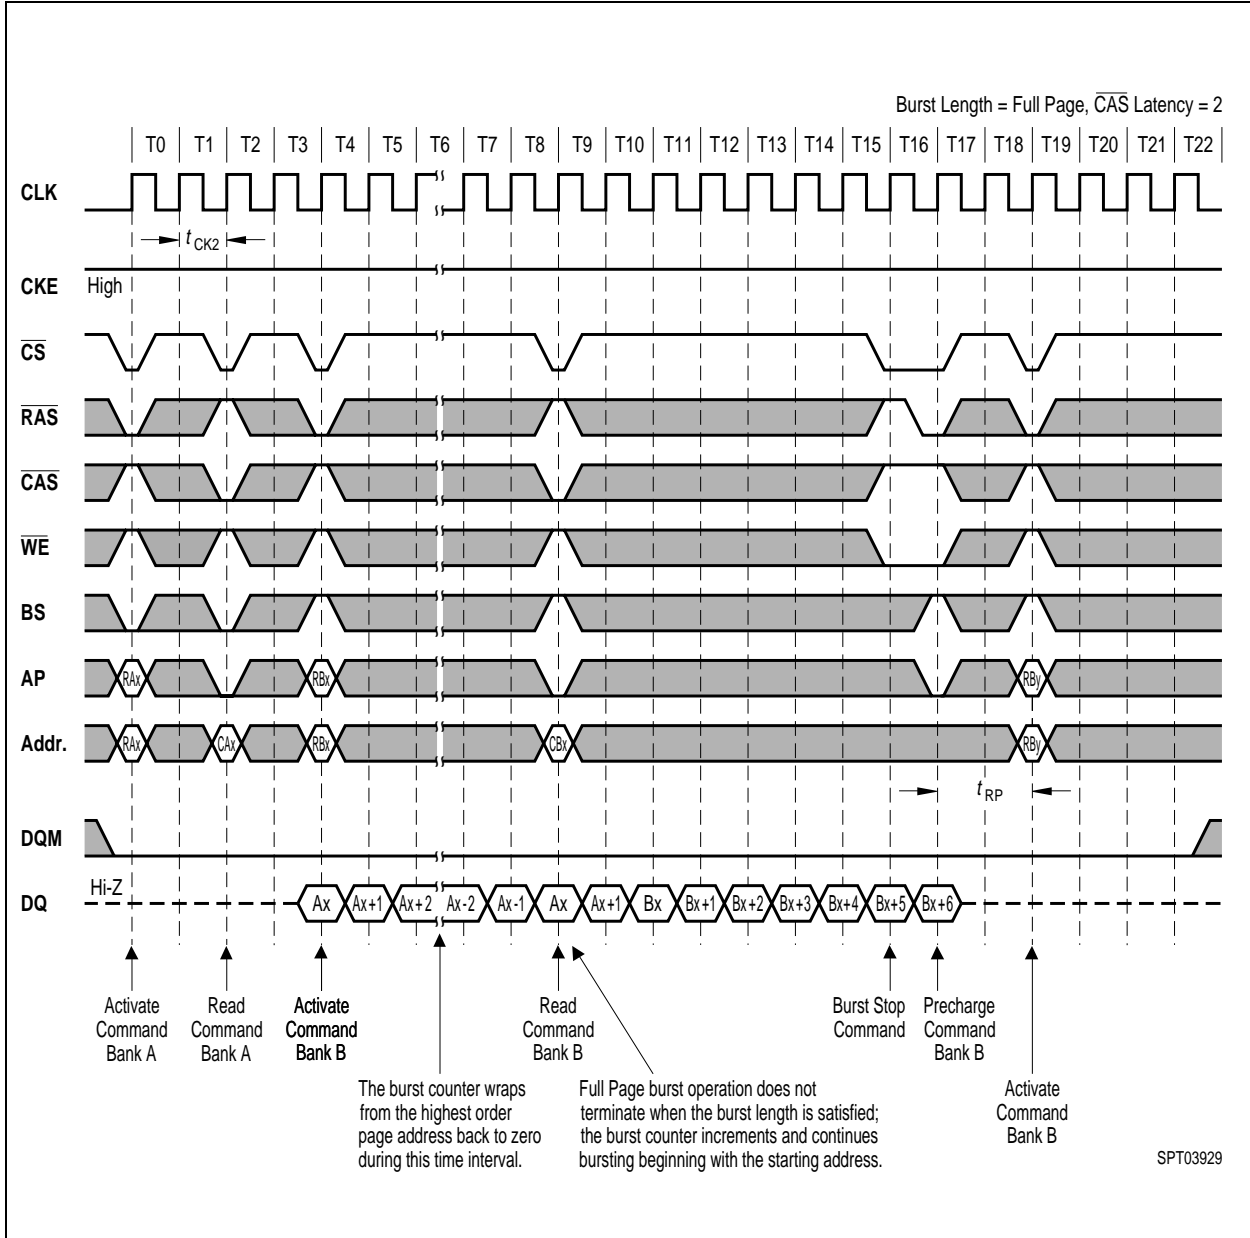 Burst Length = Full Page, CAS Latency = 2
T0 T1 T2 T3 T4 T5 T6 T7 T8 T9 T10 T11 T12 T13 T14 T15 T16 T17 T18 T19 T20 T21 T22
CLK
t CK2
CKE High
CS
RAS
CAS
WE
BS
AP RAx RBx RBy
Addr. RAx CAx RBx CBx RBy
t RP
DQM
Hi-Z
DQ Ax Ax+1 Ax+2 Ax-2 Ax-1 Ax Ax+1 Bx Bx+1 Bx+2 Bx+3 Bx+4 Bx+5 Bx+6
Activate
Command
Bank A
Read
Command
Bank A
Activate
Command
Bank B
Read
Command
Bank B
Burst Stop
Command
Precharge
Command
Bank B
The burst counter wraps
from the highest order
page address back to zero
during this time interval.
Full Page burst operation does not
terminate when the burst length is satisfied;
the burst counter increments and continues
bursting beginning with the starting address.
Activate
Command
Bank B
SPT03929